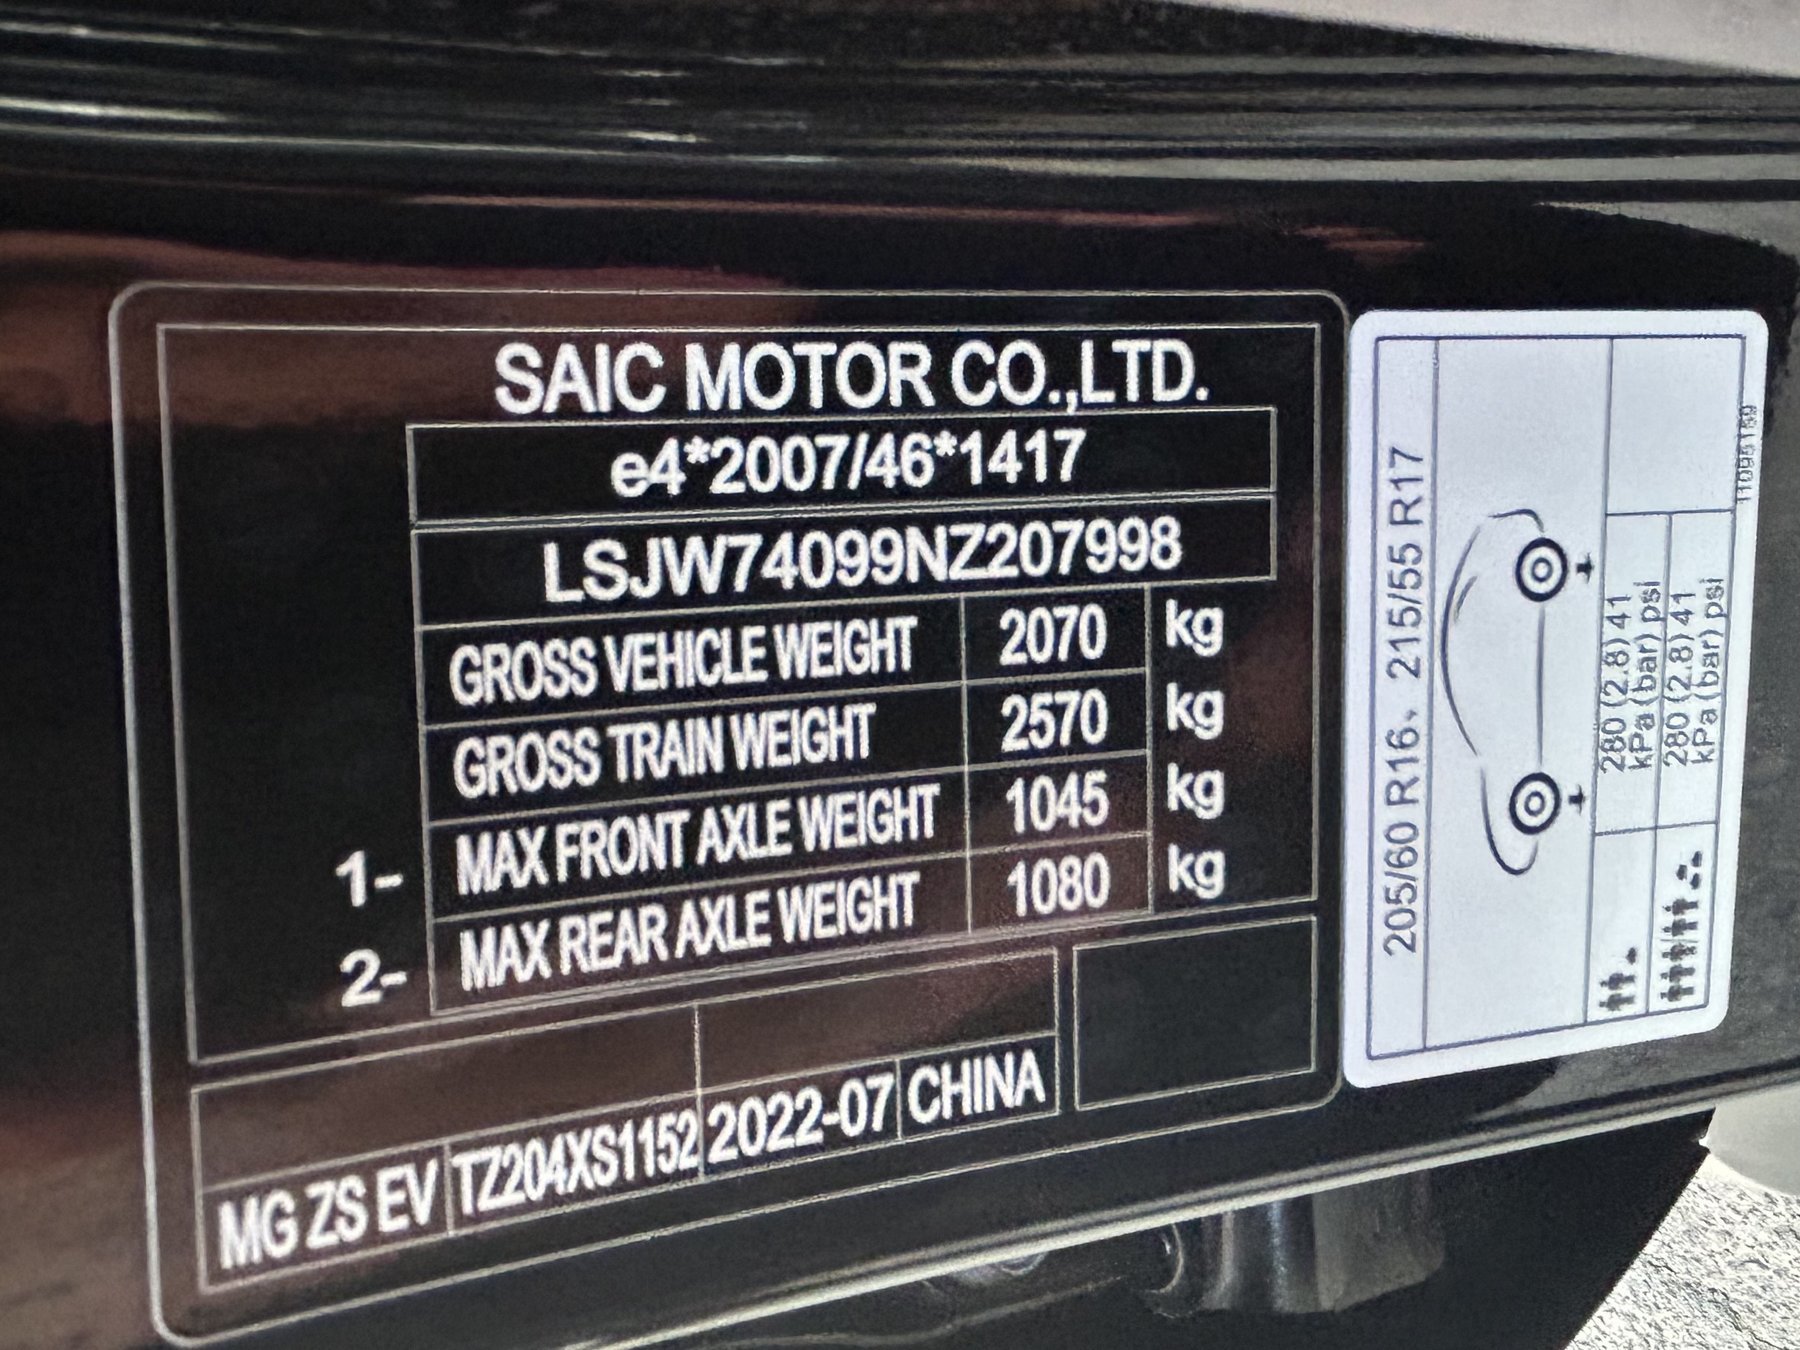 SAIC MOTOR CO.,LTD.
e4*2007/46*1417
LSJW74099NZ207998
GROSS VEHICLE WEIGHT 2070 kg
GROSS TRAIN WEIGHT 2570 kg
1- MAX FRONT AXLE WEIGHT 1045 kg
2- MAX REAR AXLE WEIGHT 1080 kg
MG ZS EV TZ204XS1152 2022-07 CHINA
205/60 R16、215/55 R17
280 (2.8) 41
kPa (bar) psi
280 (2.8) 41
kPa (bar) psi